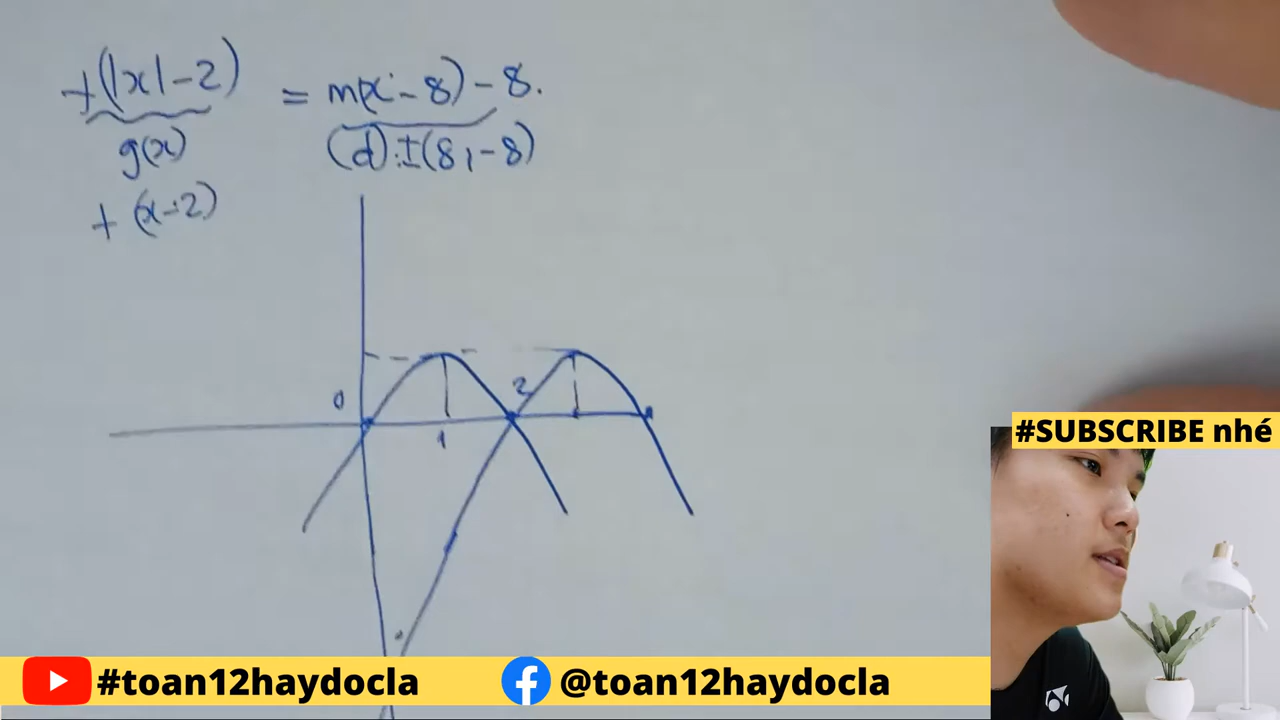 f(|x|-2) = m(x-8)-8.
g(x) (d): I(8,-8)
f(x-2)
0
2
1
#SUBSCRIBE nhé
#toan12haydocla
@toan12haydocla